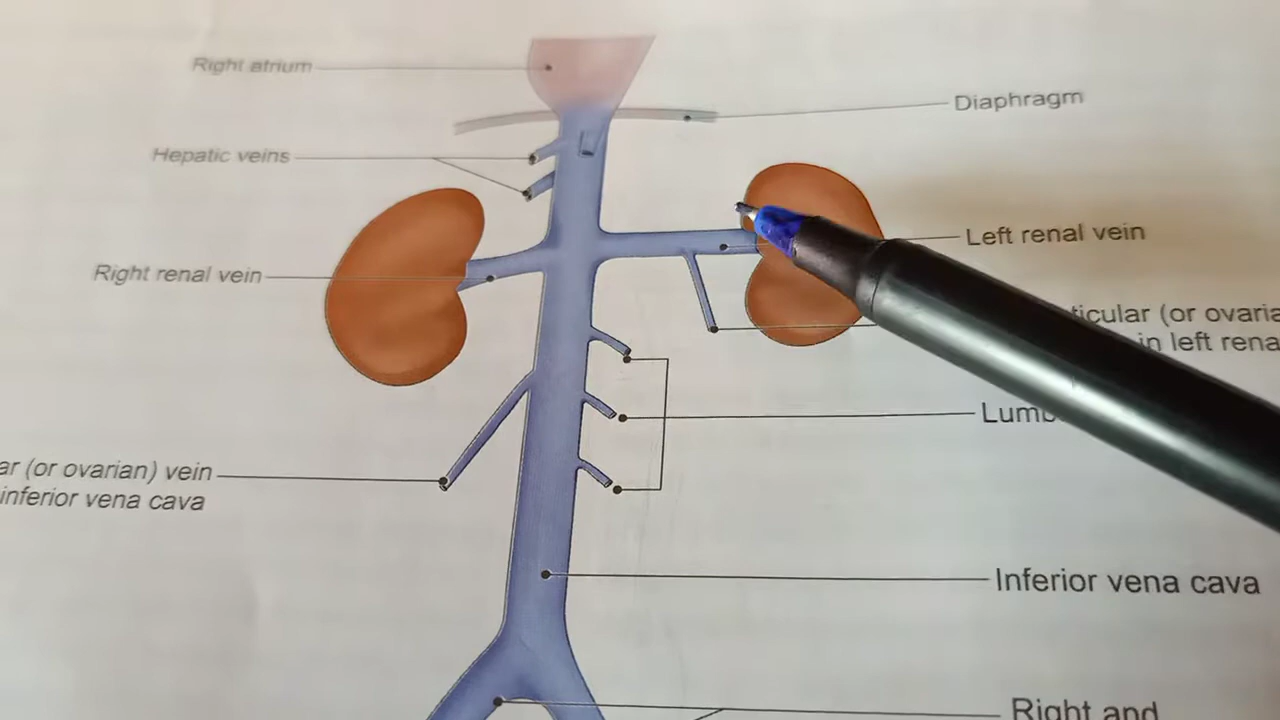 Right atrium
Diaphragm
Hepatic veins
Left renal vein
Right renal vein
ticular (or ovaria
in left rena
Lumb
ar (or ovarian) vein
inferior vena cava
Inferior vena cava
Right and